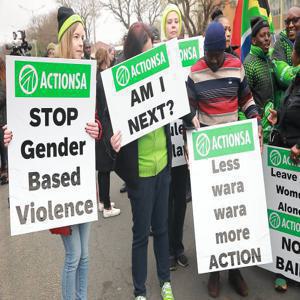 ACTIONSA
STOP
Gender
Based
Violence
ACTIONSA
AM I
NEXT?
ACTIONSA
Less
wara
wara
more
ACTION
Leave
Women
Alone
NO
BAIL